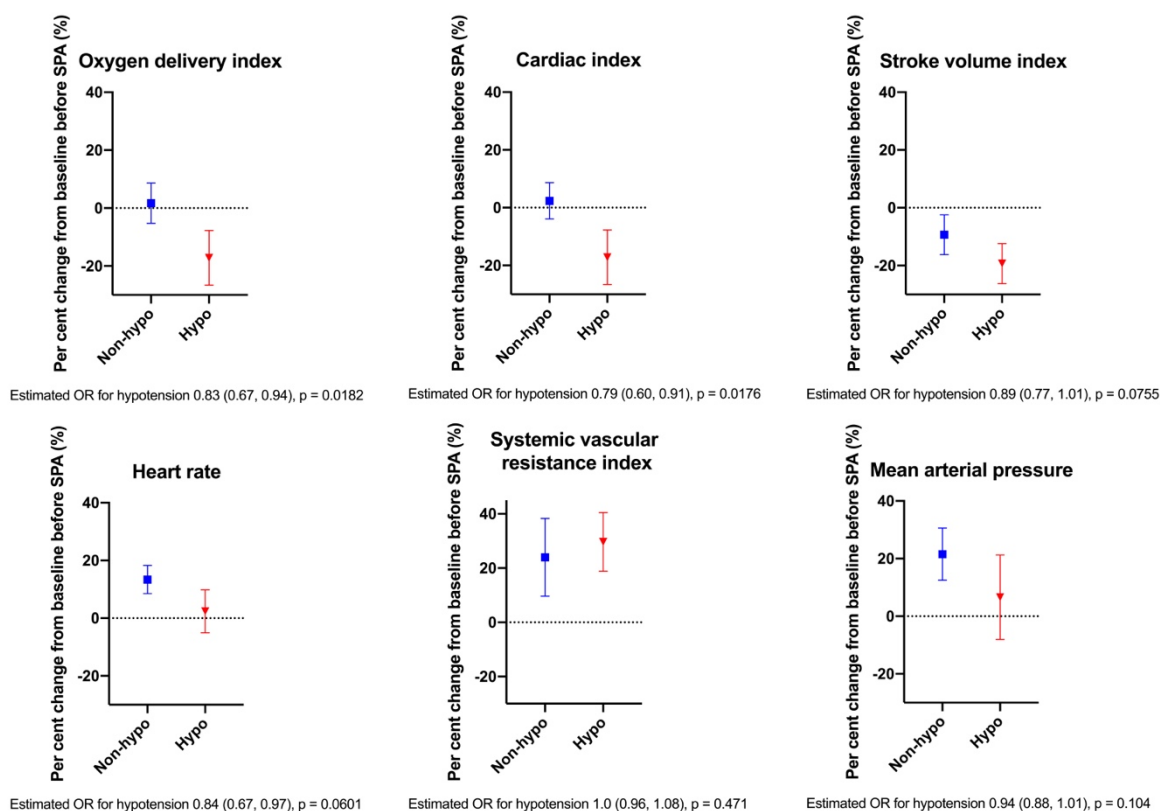 Per cent change from baseline before SPA (%)
Oxygen delivery index
40
20
0
-20
Non-hypo
Hypo
Estimated OR for hypotension 0.83 (0.67, 0.94), p = 0.0182
Per cent change from baseline before SPA (%)
Cardiac index
40
20
0
-20
Non-hypo
Hypo
Estimated OR for hypotension 0.79 (0.60, 0.91), p = 0.0176
Per cent change from baseline before SPA (%)
Stroke volume index
40
20
0
-20
Non-hypo
Hypo
Estimated OR for hypotension 0.89 (0.77, 1.01), p = 0.0755
Per cent change from baseline before SPA (%)
Heart rate
40
20
0
-20
Non-hypo
Hypo
Estimated OR for hypotension 0.84 (0.67, 0.97), p = 0.0601
Per cent change from baseline before SPA (%)
Systemic vascular
resistance index
40
20
0
-20
Non-hypo
Hypo
Estimated OR for hypotension 1.0 (0.96, 1.08), p = 0.471
Per cent change from baseline before SPA (%)
Mean arterial pressure
40
20
0
-20
Non-hypo
Hypo
Estimated OR for hypotension 0.94 (0.88, 1.01), p = 0.104